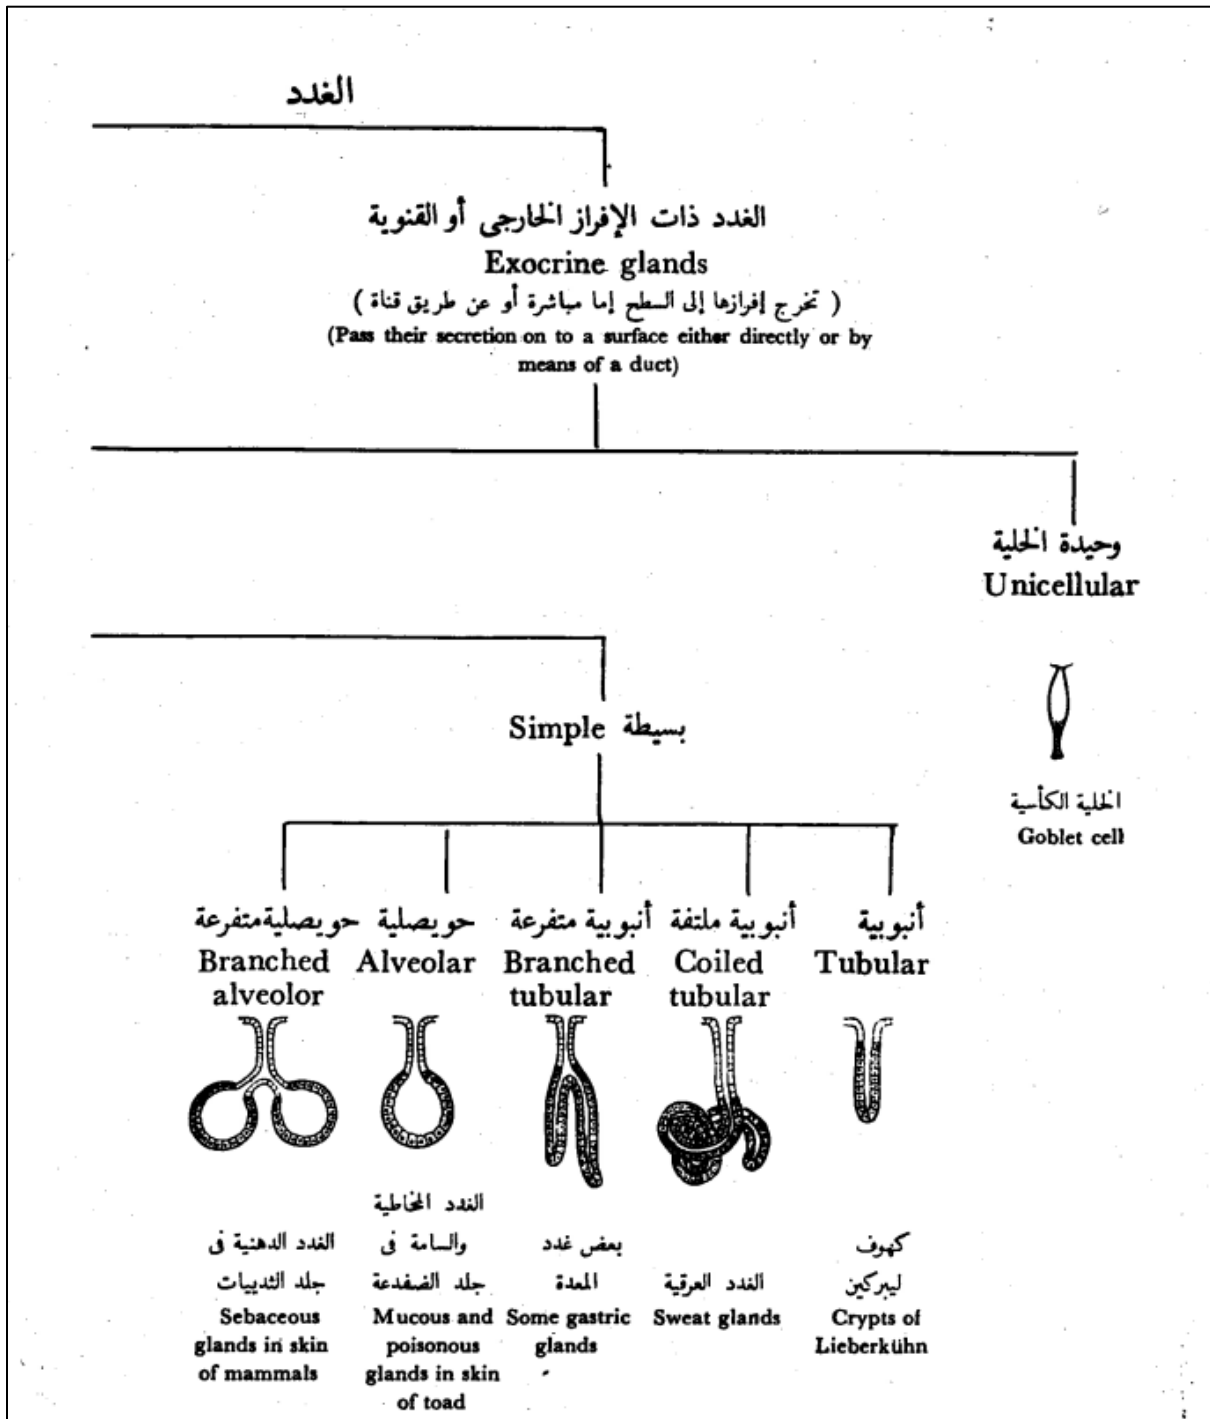 الغدد
الغدد ذات الإفراز الخارجى أو القنوية
Exocrine glands
( تخرج إفرازها إلى السطح إما مباشرة أو عن طريق قناة )
(Pass their secretion on to a surface either directly or by
means of a duct)
وحيدة الخلية
Unicellular
الخلية الكأسية
Goblet cell
Simple بسيطة
أنبوبية
Tubular
كهوف
ليبركين
Crypts of
Lieberkühn
أنبوبية ملتفة
Coiled
tubular
الغدد العرقية
Sweat glands
أنبوبية متفرعة
Branched
tubular
بعض غدد
المعدة
Some gastric
glands
حويصلية
Alveolar
الغدد المخاطية
والسامة فى
جلد الضفدعة
Mucous and
poisonous
glands in skin
of toad
حويصلية متفرعة
Branched
alveolor
الغدد الدهنية فى
جلد الثدييات
Sebaceous
glands in skin
of mammals